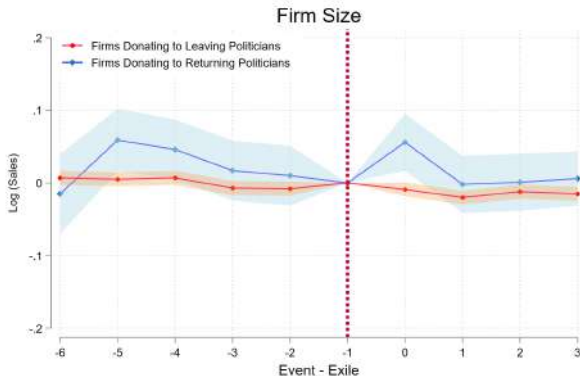 Firm Size
Firms Donating to Leaving Politicians
Firms Donating to Returning Politicians
Log (Sales)
.2
.1
0
-.1
-.2
-6 -5 -4 -3 -2 -1 0 1 2 3
Event - Exile